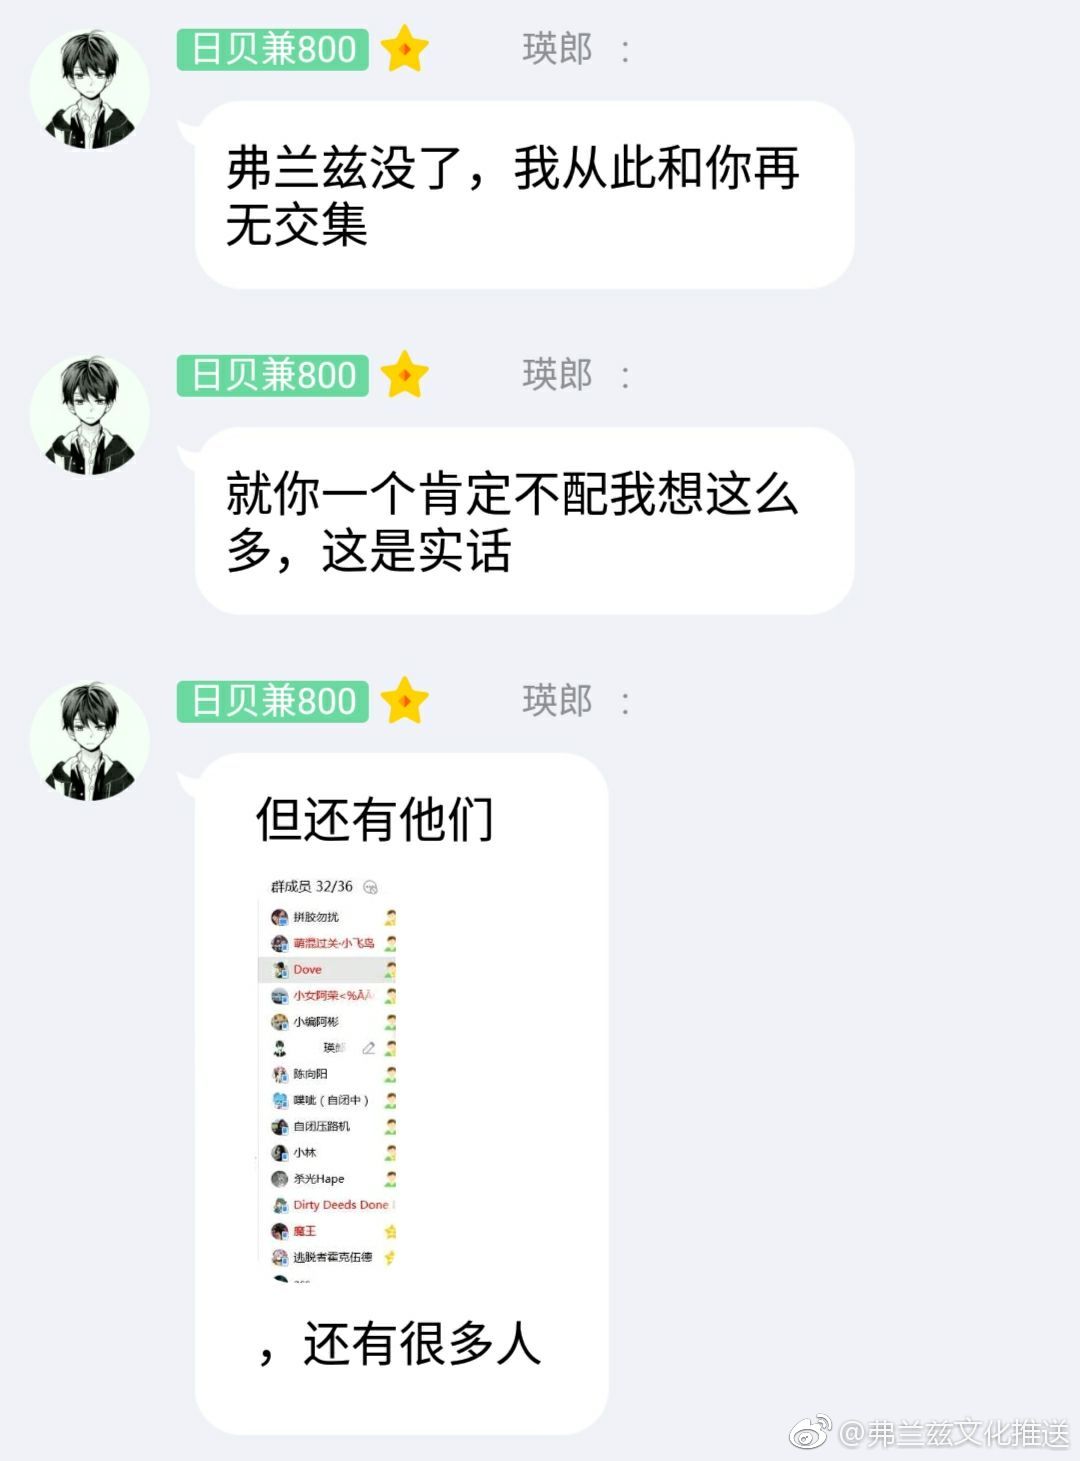 日贝兼800 瑛郎 :
弗兰兹没了，我从此和你再
无交集
日贝兼800 瑛郎 :
就你一个肯定不配我想这么
多，这是实话
日贝兼800 瑛郎 :
但还有他们
群成员 32/36
拼胶勿扰
萌混过关-小飞鸟
Dove
小女阿荣<%ÂÂ
小编阿彬
瑛郎
陈向阳
噗呲（自闭中）
自闭压路机
小林
杀光Hape
Dirty Deeds Done
魔王
逃脱者霍克伍德
，还有很多人
@弗兰兹文化推送